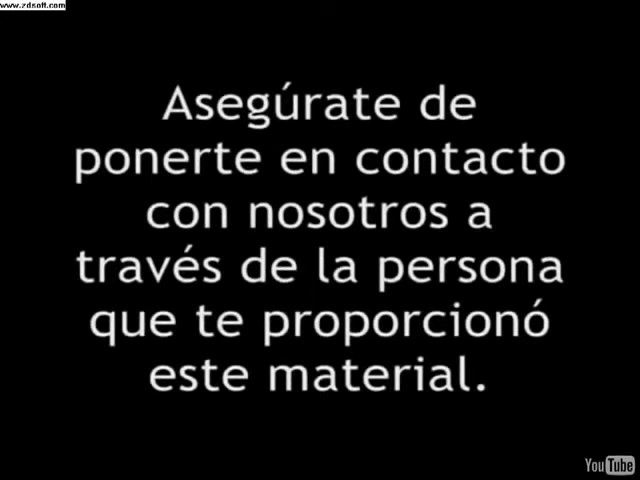 www.zdsoft.com
Asegúrate de
ponerte en contacto
con nosotros a
través de la persona
que te proporcionó
este material.
YouTube